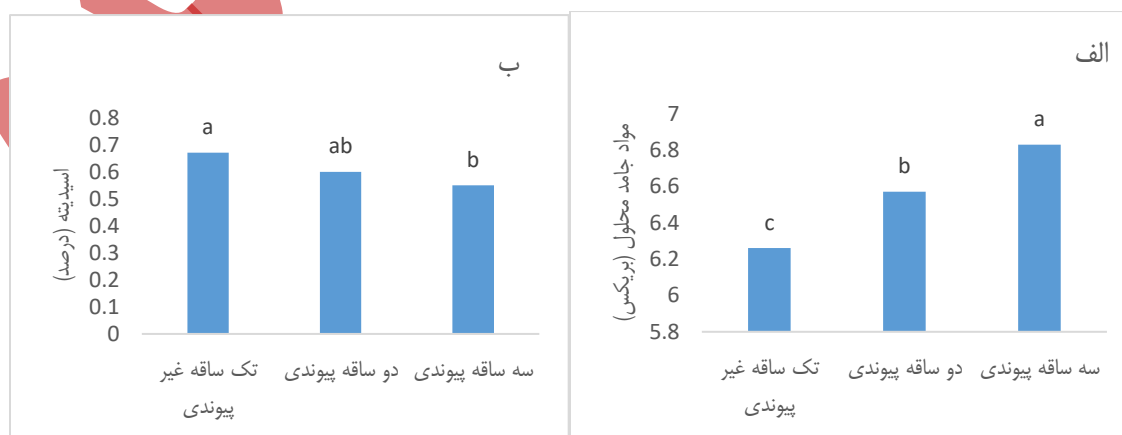 الف
مواد جامد محلول (بریکس)
7
6.8
6.6
6.4
6.2
6
5.8
a
b
c
تک ساقه غیر پیوندی
دو ساقه پیوندی
سه ساقه پیوندی
ب
اسیدیته (درصد)
0.8
0.7
0.6
0.5
0.4
0.3
0.2
0.1
0
a
ab
b
تک ساقه غیر پیوندی
دو ساقه پیوندی
سه ساقه پیوندی